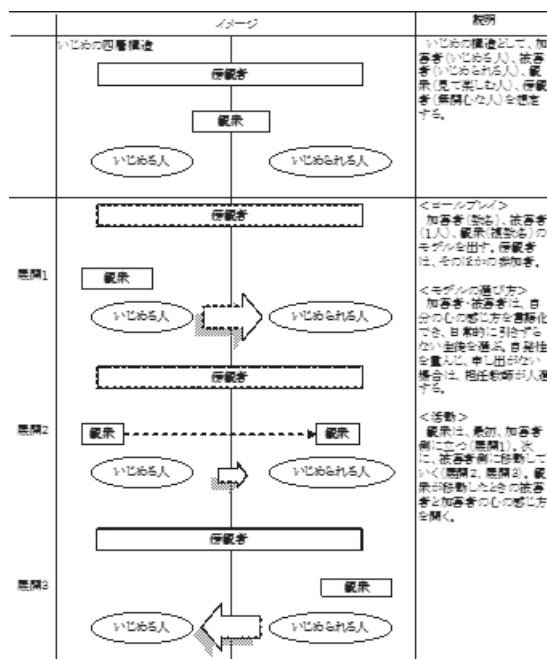 イメージ
説明
いじめの四層構造
傍観者
観衆
いじめる人
いじめられる人
いじめの構造として、加
害者(いじめる人)、被害
者(いじめられる人)、観
衆(見て楽しむ人)、傍観
者(無関心な人)を想定
する。
展開1
傍観者
観衆
いじめる人
いじめられる人
<ロールプレイ>
加害者(数名)、被害者
(1人)、観衆(複数名)の
モデルを出す。傍観者
は、そのほかの参加者。
<モデルの選び方>
加害者・被害者は、自
分の心の感じ方を言語化
でき、日常的に引きずら
ない生徒を選ぶ。自発性
を重んじ、申し出がない
場合は、担任教師が人選
する。
展開2
傍観者
観衆
観衆
いじめる人
いじめられる人
<活動>
観衆は、最初、加害者
側に立つ(展開1)。次
に、被害者側に移動して
いく(展開2、展開3)。観
衆が移動したときの被害
者と加害者の心の感じ方
を聞く。
展開3
傍観者
観衆
いじめる人
いじめられる人